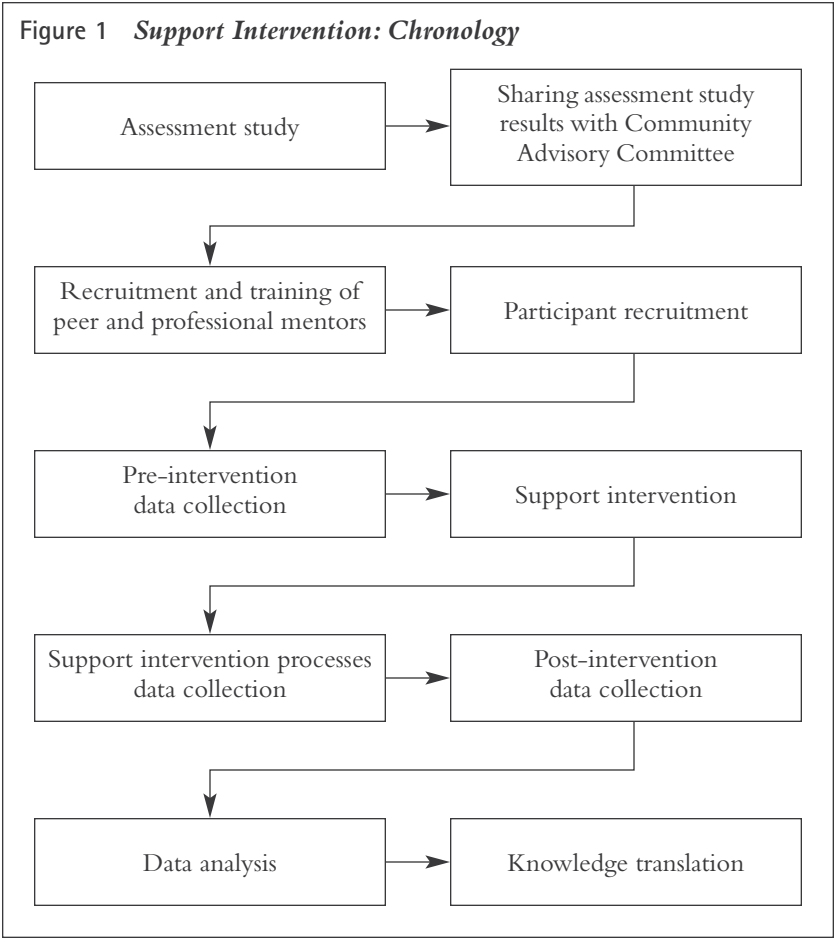 Figure 1 Support Intervention: Chronology
Assessment study
Sharing assessment study
results with Community
Advisory Committee
Recruitment and training of
peer and professional mentors
Participant recruitment
Pre-intervention
data collection
Support intervention
Support intervention processes
data collection
Post-intervention
data collection
Data analysis
Knowledge translation